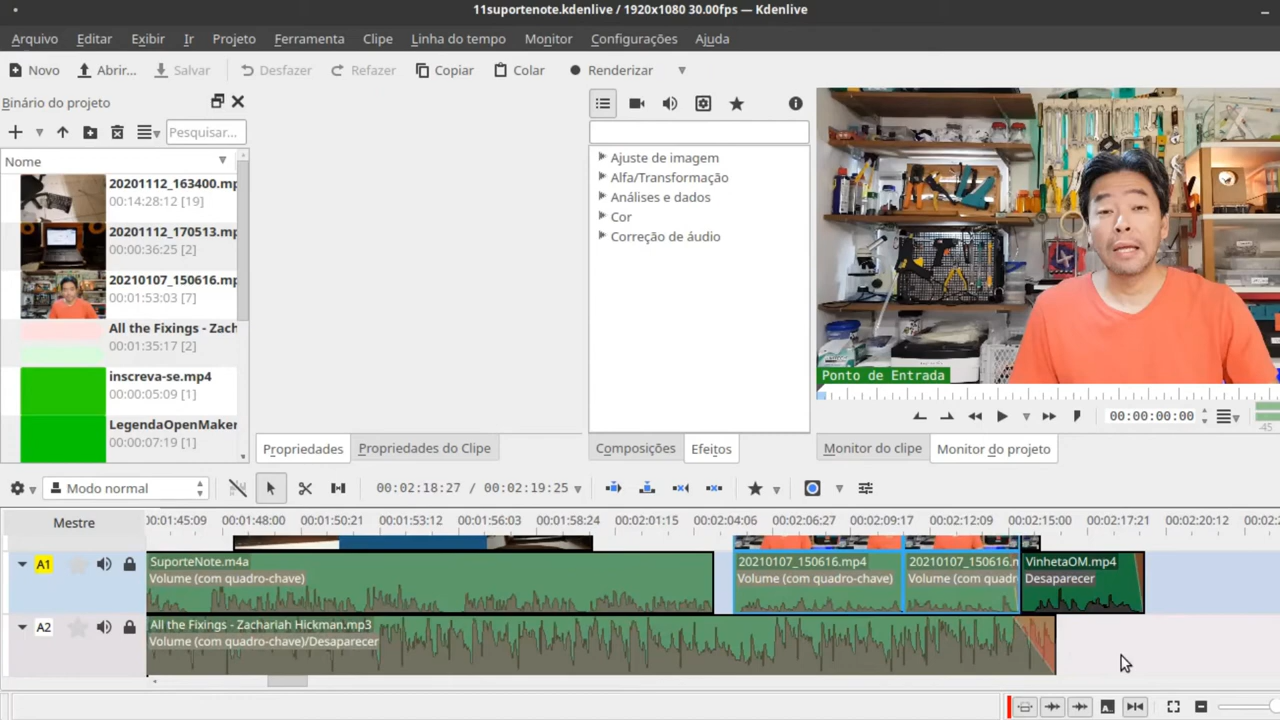 11suportenote.kdenlive / 1920x1080 30.00fps — Kdenlive
Arquivo Editar Exibir Ir Projeto Ferramenta Clipe Linha do tempo Monitor Configurações Ajuda
Novo Abrir... Salvar Desfazer Refazer Copiar Colar Renderizar
Binário do projeto
Pesquisar...
Nome
20201112_163400.mp
00:14:28:12 [19]
20201112_170513.mp
00:00:36:25 [2]
20210107_150616.mp
00:01:53:03 [7]
All the Fixings - Zach
00:01:35:17 [2]
inscreva-se.mp4
00:00:05:09 [1]
LegendaOpenMaker
00:00:07:19 [1]
Ajuste de imagem
Alfa/Transformação
Análises e dados
Cor
Correção de áudio
Ponto de Entrada
00:00:00:00
-45
Propriedades Propriedades do Clipe Composições Efeitos Monitor do clipe Monitor do projeto
Modo normal 00:02:18:27 / 00:02:19:25
Mestre
00:01:45:09 00:01:48:00 00:01:50:21 00:01:53:12 00:01:56:03 00:01:58:24 00:02:01:15 00:02:04:06 00:02:06:27 00:02:09:17 00:02:12:09 00:02:15:00 00:02:17:21 00:02:20:12 00:02:2
A1
SuporteNote.m4a
Volume (com quadro-chave)
20210107_150616.mp4
Volume (com quadro-chave)
20210107_150616.m
Volume (com quadr
VinhetaOM.mp4
Desaparecer
A2
All the Fixings - Zachariah Hickman.mp3
Volume (com quadro-chave)/Desaparecer